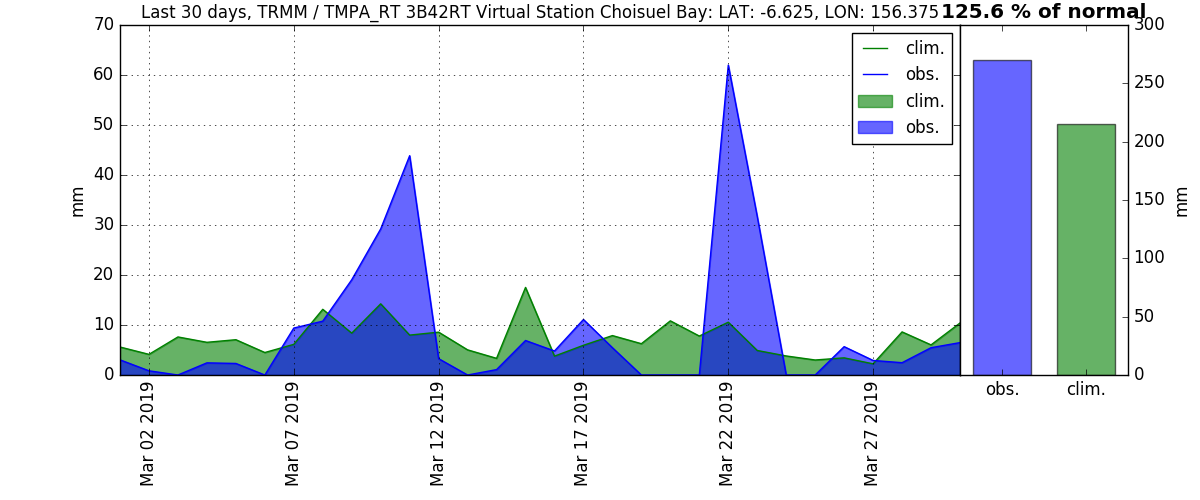 Last 30 days, TRMM / TMPA_RT 3B42RT Virtual Station Choisuel Bay: LAT: -6.625, LON: 156.375
125.6 % of normal
70
60
50
40
30
20
10
0
mm
clim.
obs.
clim.
obs.
Mar 02 2019
Mar 07 2019
Mar 12 2019
Mar 17 2019
Mar 22 2019
Mar 27 2019
300
250
200
150
100
50
0
mm
obs.
clim.